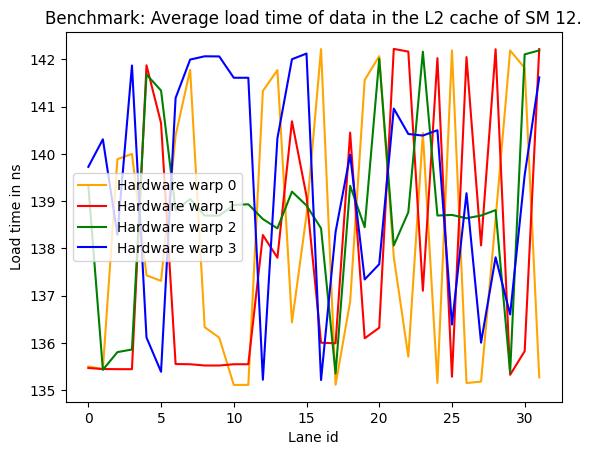 Benchmark: Average load time of data in the L2 cache of SM 12.
142
141
140
139
138
137
136
135
Load time in ns
Hardware warp 0
Hardware warp 1
Hardware warp 2
Hardware warp 3
0 5 10 15 20 25 30
Lane id